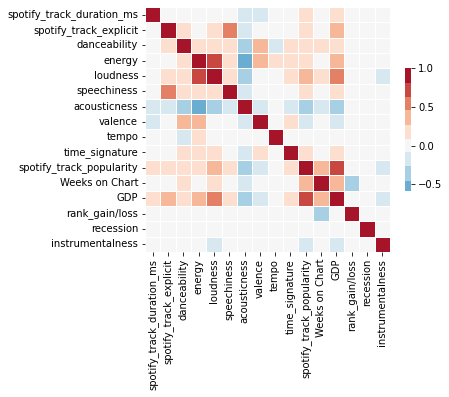 spotify_track_duration_ms
spotify_track_explicit
danceability
energy
loudness
speechiness
acousticness
valence
tempo
time_signature
spotify_track_popularity
Weeks on Chart
GDP
rank_gain/loss
recession
instrumentalness
1.0
0.5
0.0
−0.5
spotify_track_duration_ms
spotify_track_explicit
danceability
energy
loudness
speechiness
acousticness
valence
tempo
time_signature
spotify_track_popularity
Weeks on Chart
GDP
rank_gain/loss
recession
instrumentalness